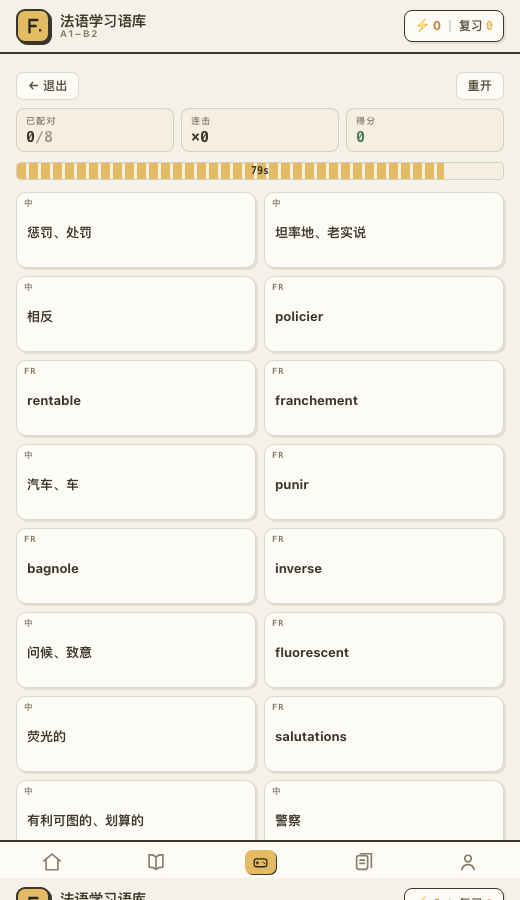 F.
法语学习语库
A1–B2
⚡ 0 | 复习 0
← 退出
重开
已配对
0/8
连击
×0
得分
0
79s
中
惩罚、处罚
中
坦率地、老实说
中
相反
FR
policier
FR
rentable
FR
franchement
中
汽车、车
FR
punir
FR
bagnole
FR
inverse
中
问候、致意
FR
fluorescent
中
荧光的
FR
salutations
中
有利可图的、划算的
中
警察
法语学习语库